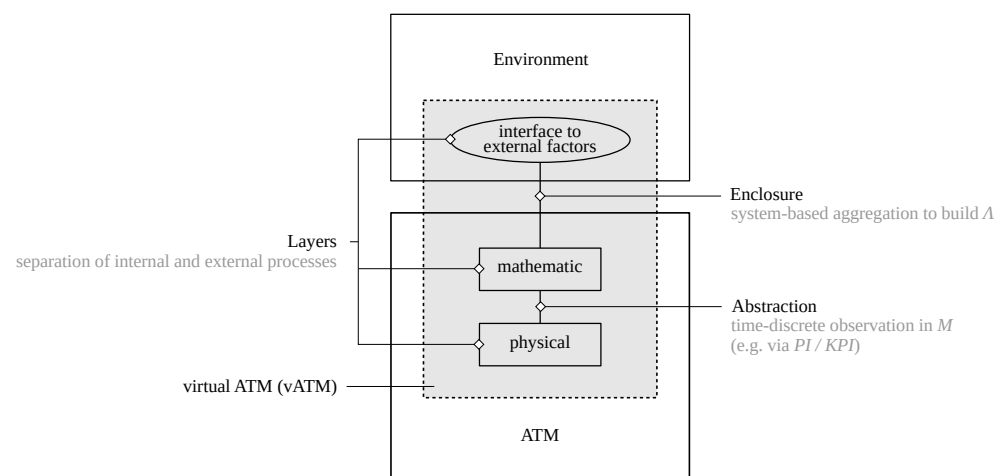 Environment
interface to
external factors
Enclosure
system-based aggregation to build Λ
Layers
separation of internal and external processes
mathematic
Abstraction
time-discrete observation in M
(e.g. via PI / KPI)
physical
virtual ATM (vATM)
ATM